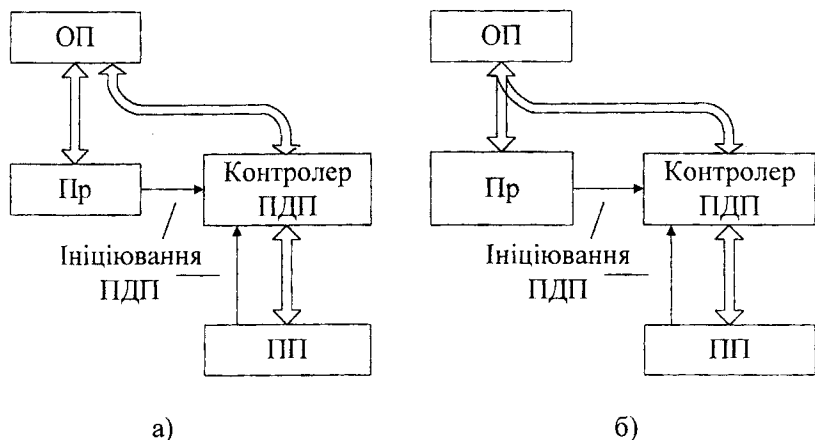 ОП
Пр
Контролер
ПДП
Ініціювання
ПДП
ПП
а)
ОП
Пр
Контролер
ПДП
Ініціювання
ПДП
ПП
б)